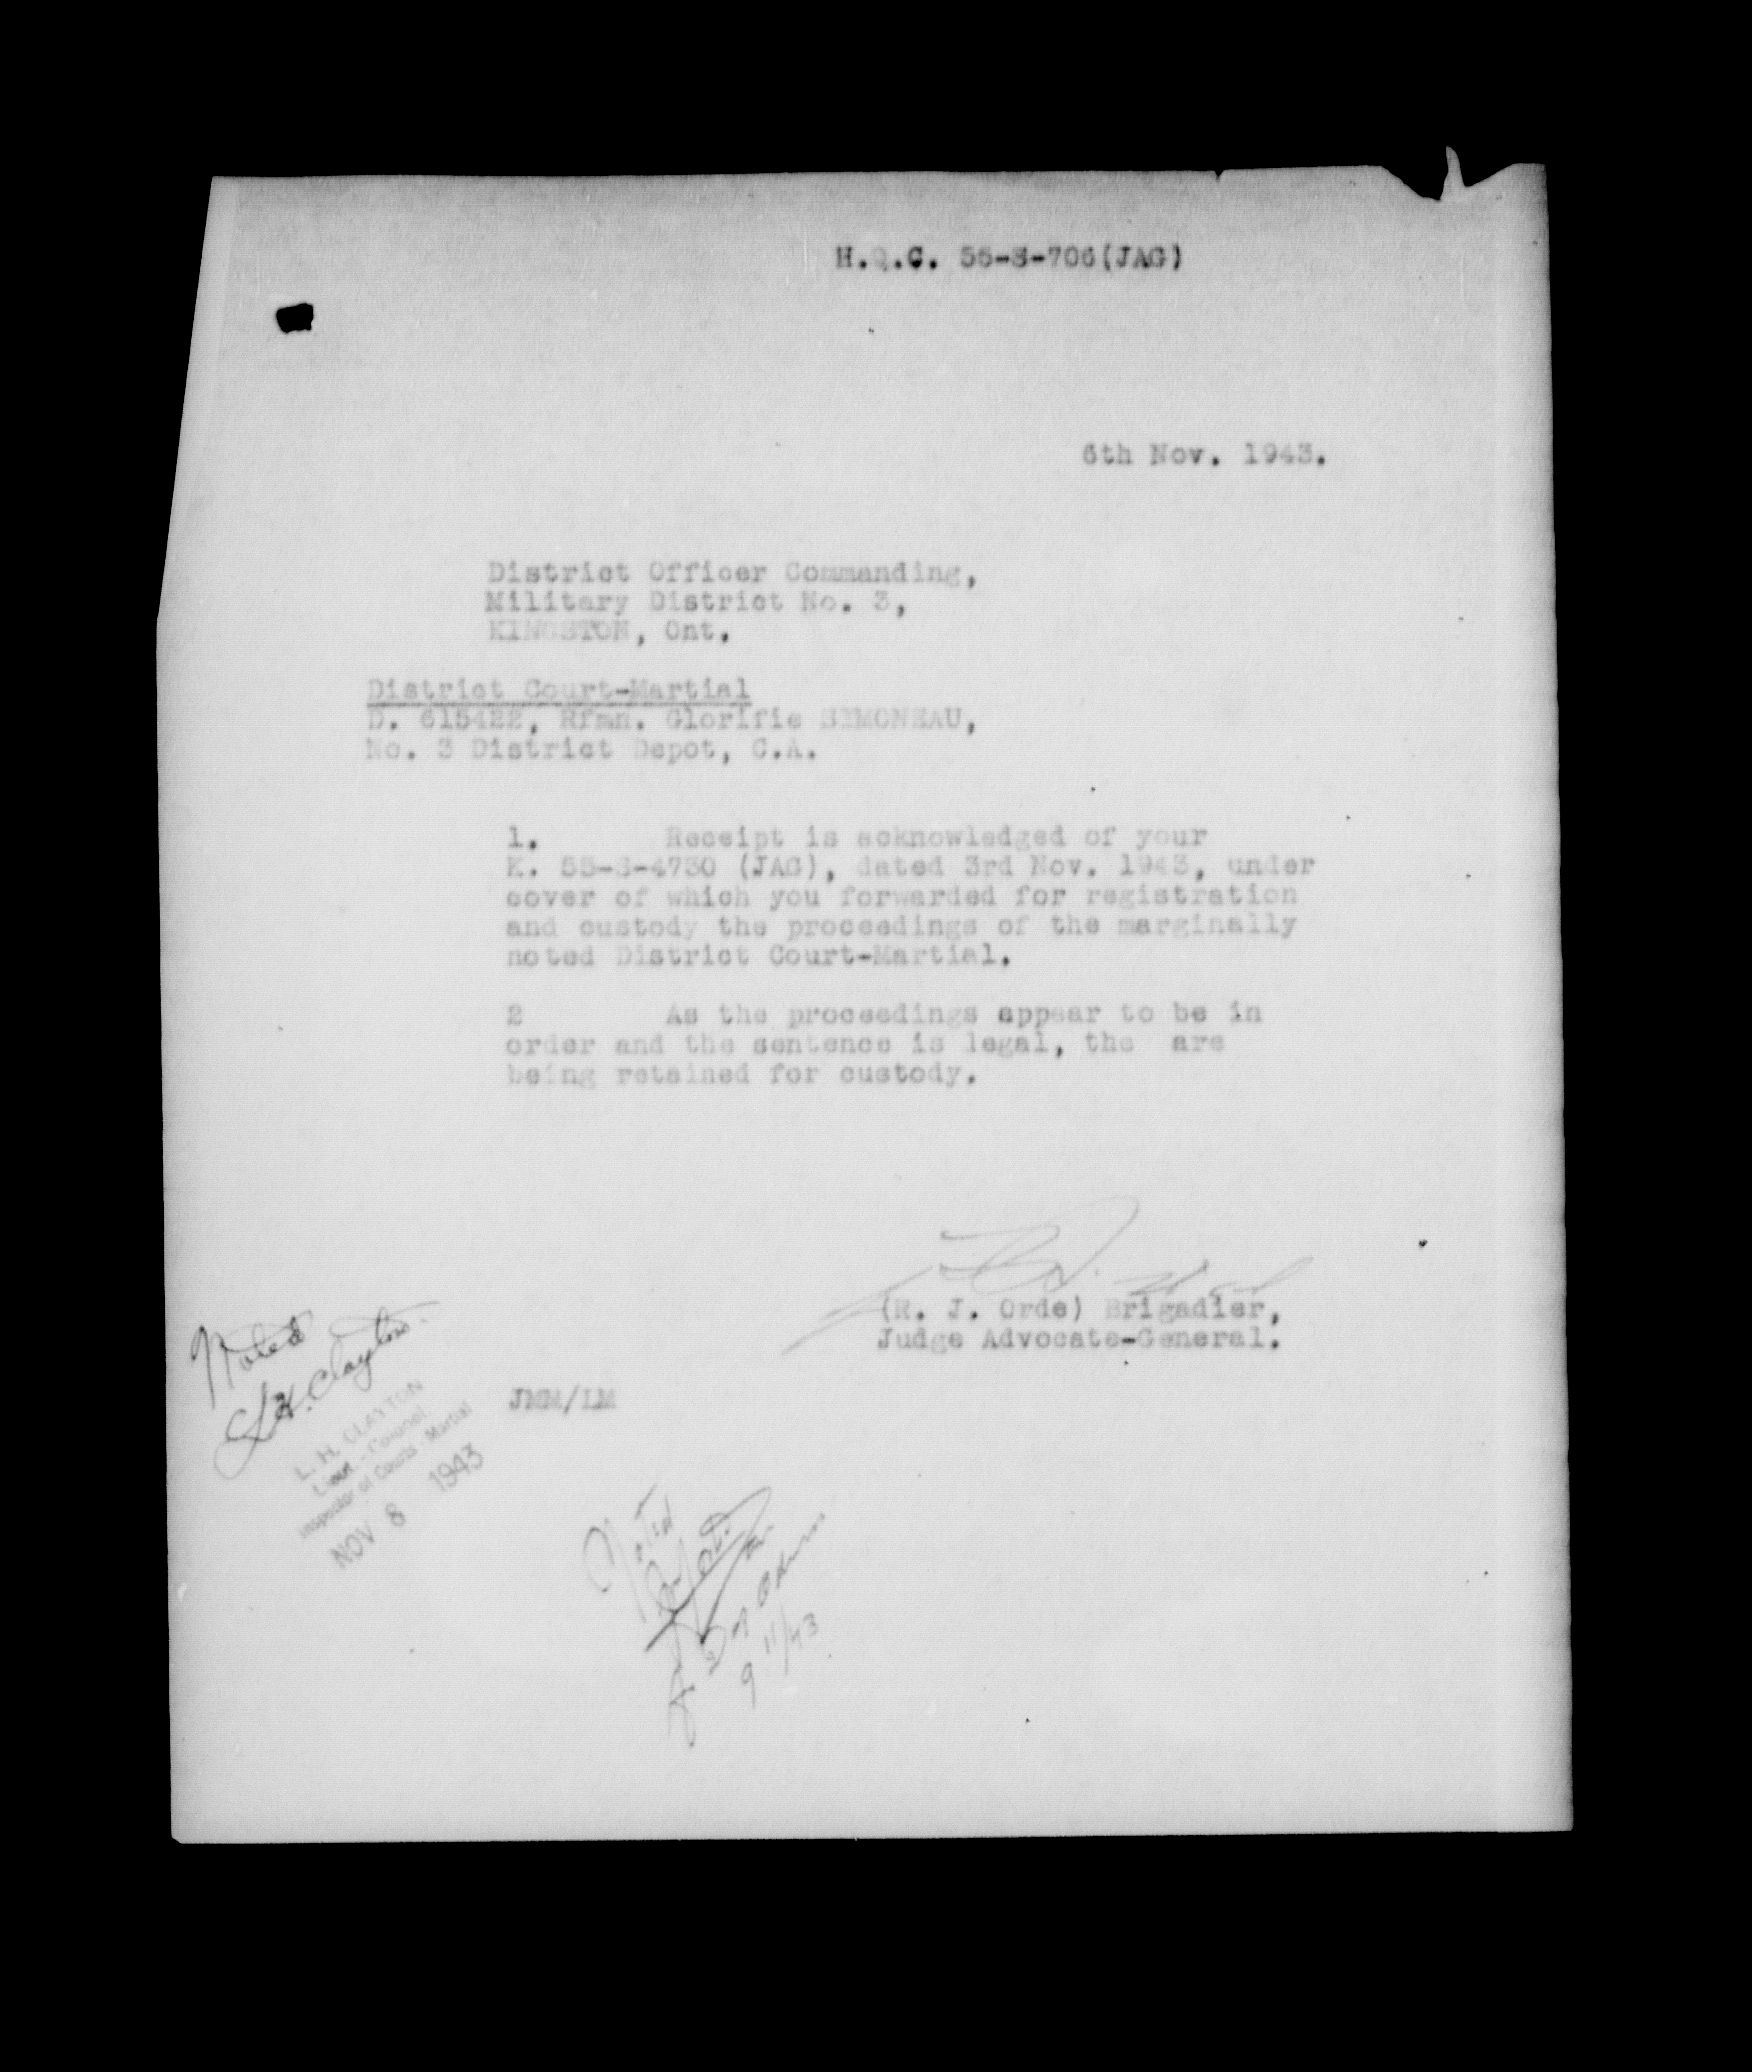 H.Q.C. 55-S-706(JAG)
6th Nov. 1943.
District Officer Commanding,
Military District No. 3,
KINGSTON, Ont.
District Court-Martial
D. 615422, Rfmn. Glorifie SIMONEAU,
No. 3 District Depot, C.A.
1. Receipt is acknowledged of your
K. 55-S-4730 (JAG), dated 3rd Nov. 1943, under
cover of which you forwarded for registration
and custody the proceedings of the marginally
noted District Court-Martial.
2 As the proceedings appear to be in
order and the sentence is legal, the are
being retained for custody.
(R. J. Orde) Brigadier,
Judge Advocate-General.
Noted
L.H. Clayton
JMM/LM
L. H. CLAYTON
Lieut.-Colonel
Inspector of Courts Martial
NOV 8 1943
Noted
9 11/43